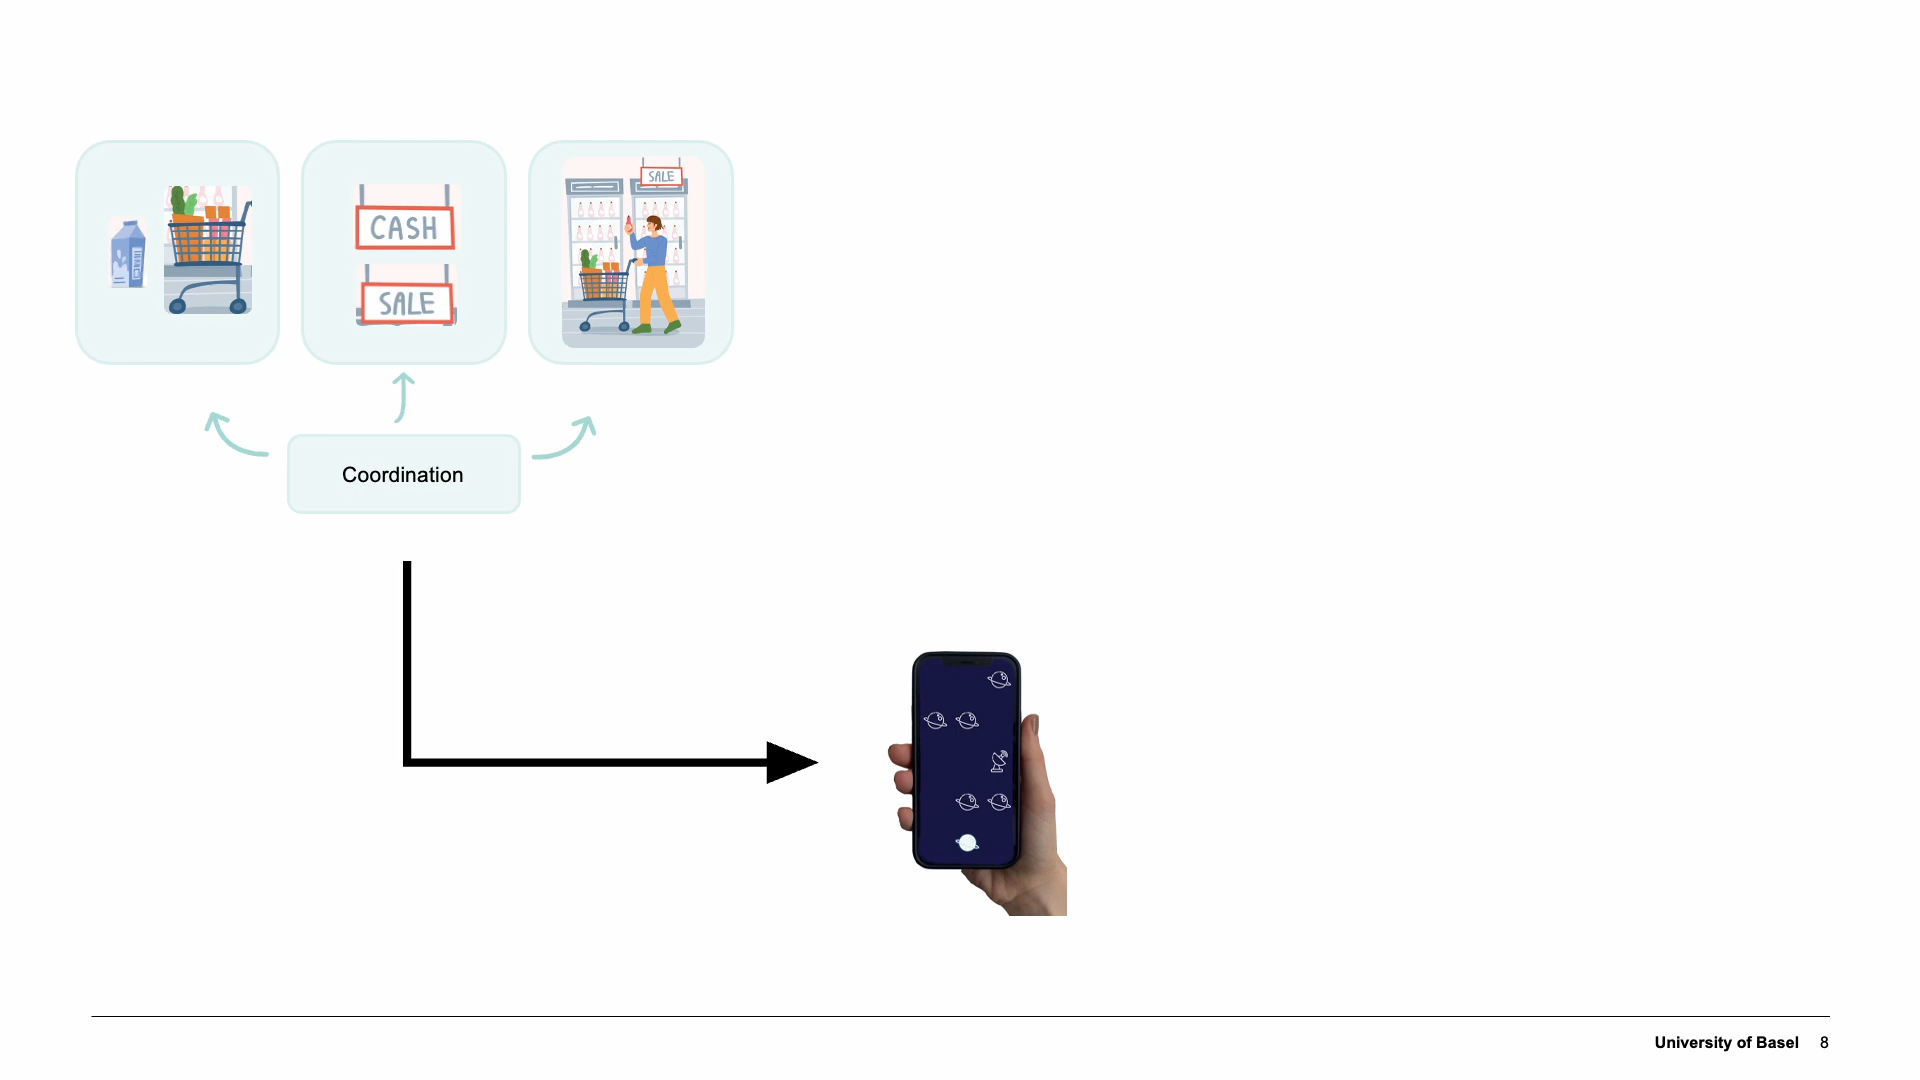 SALE
CASH
SALE
Coordination
University of Basel 8